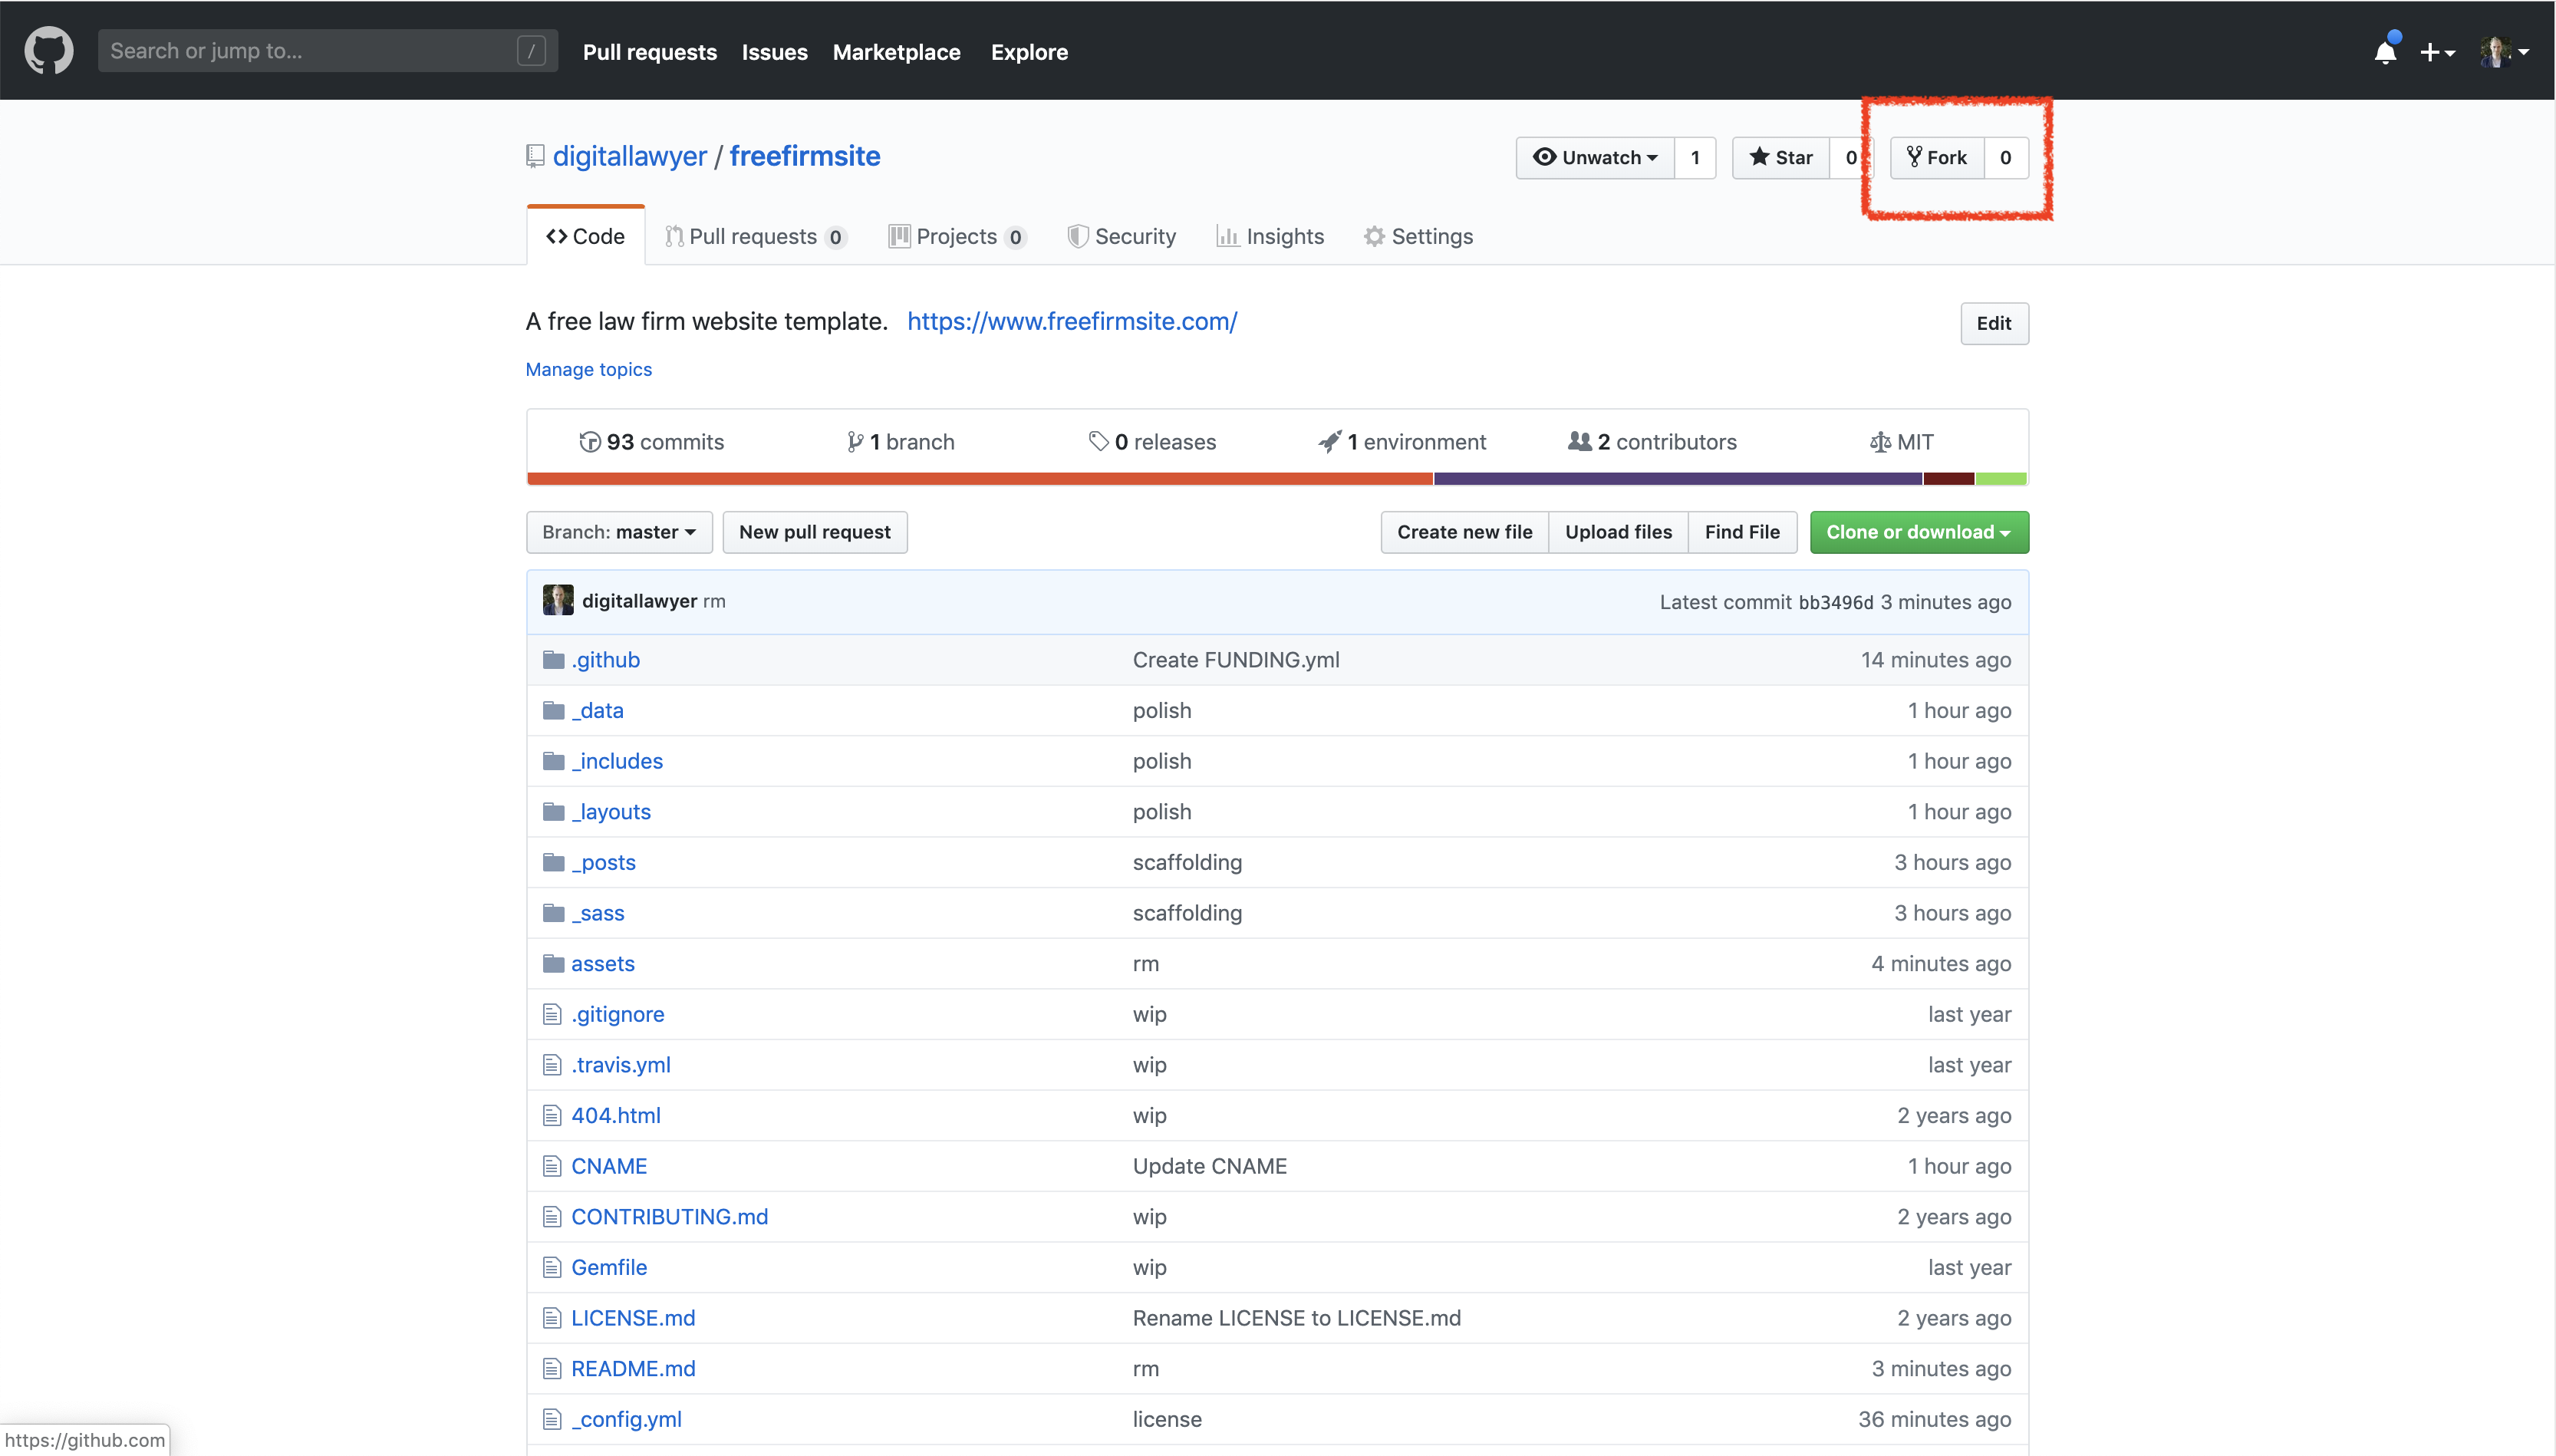 Search or jump to... /
Pull requests Issues Marketplace Explore
digitallawyer / freefirmsite
Unwatch 1 Star 0 Fork 0
Code Pull requests 0 Projects 0 Security Insights Settings
A free law firm website template. https://www.freefirmsite.com/ Edit
Manage topics
93 commits 1 branch 0 releases 1 environment 2 contributors MIT
Branch: master New pull request Create new file Upload files Find File Clone or download
digitallawyer rm Latest commit bb3496d 3 minutes ago
.github Create FUNDING.yml 14 minutes ago
_data polish 1 hour ago
_includes polish 1 hour ago
_layouts polish 1 hour ago
_posts scaffolding 3 hours ago
_sass scaffolding 3 hours ago
assets rm 4 minutes ago
.gitignore wip last year
.travis.yml wip last year
404.html wip 2 years ago
CNAME Update CNAME 1 hour ago
CONTRIBUTING.md wip 2 years ago
Gemfile wip last year
LICENSE.md Rename LICENSE to LICENSE.md 2 years ago
README.md rm 3 minutes ago
_config.yml license 36 minutes ago
https://github.com